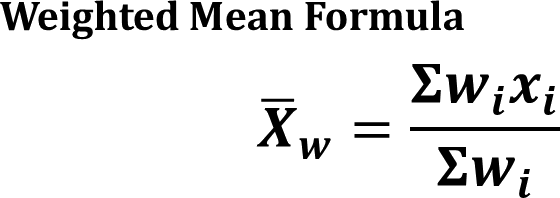 Weighted Mean Formula
X̅w = Σwixi / Σwi